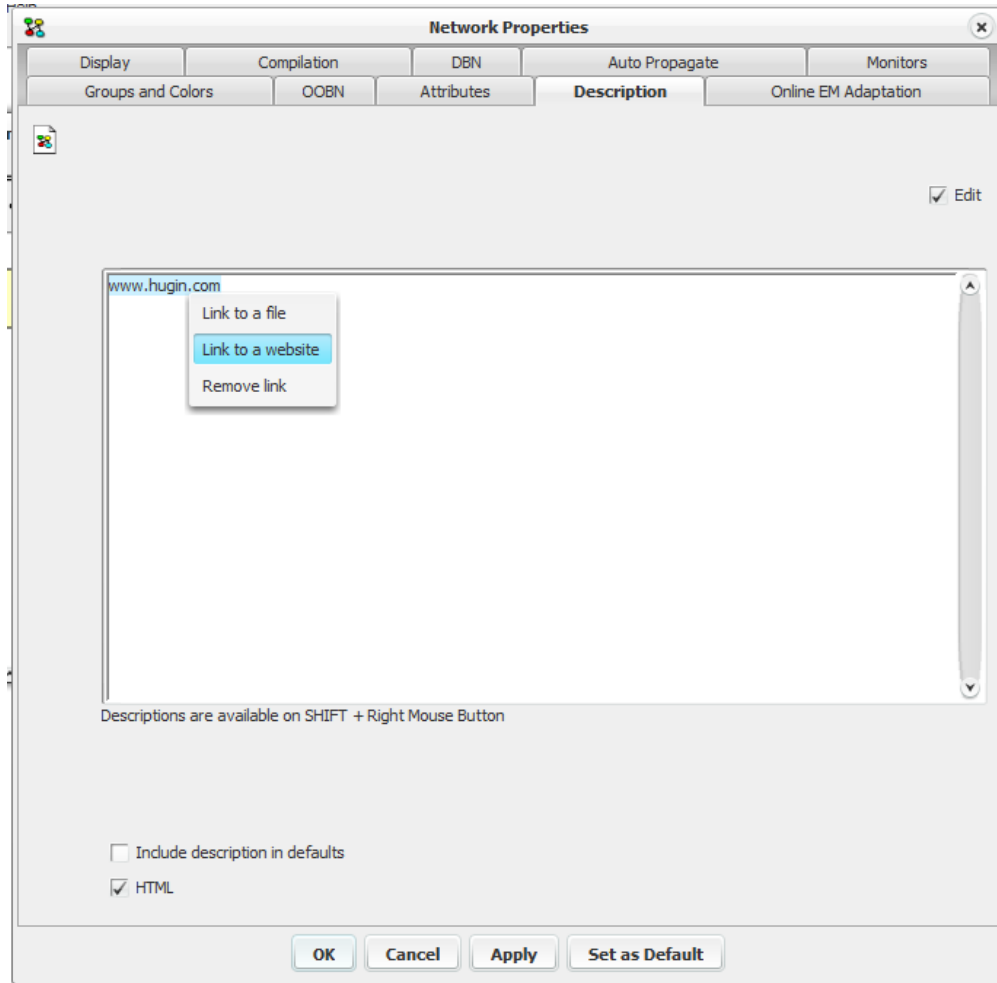 Network Properties
Display Compilation DBN Auto Propagate Monitors
Groups and Colors OOBN Attributes Description Online EM Adaptation
Edit
www.hugin.com
Link to a file
Link to a website
Remove link
Descriptions are available on SHIFT + Right Mouse Button
Include description in defaults
HTML
OK Cancel Apply Set as Default